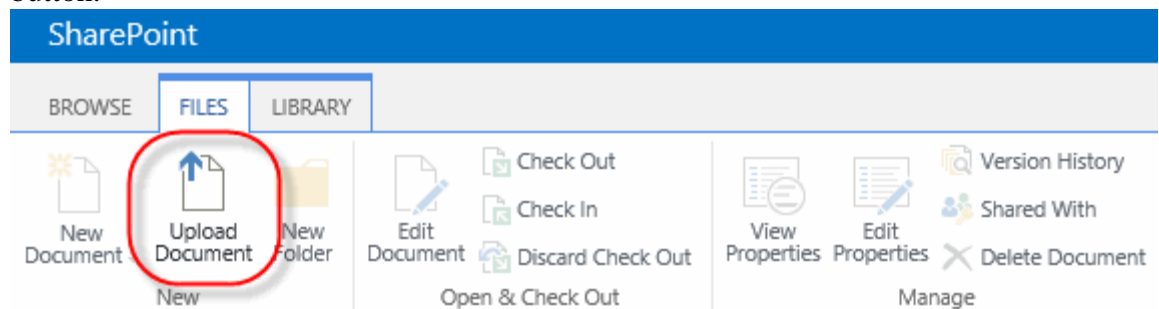 SharePoint
BROWSE FILES LIBRARY
New Document
Upload Document
New Folder
New
Edit Document
Check Out
Check In
Discard Check Out
Open & Check Out
View Properties
Edit Properties
Version History
Shared With
Delete Document
Manage